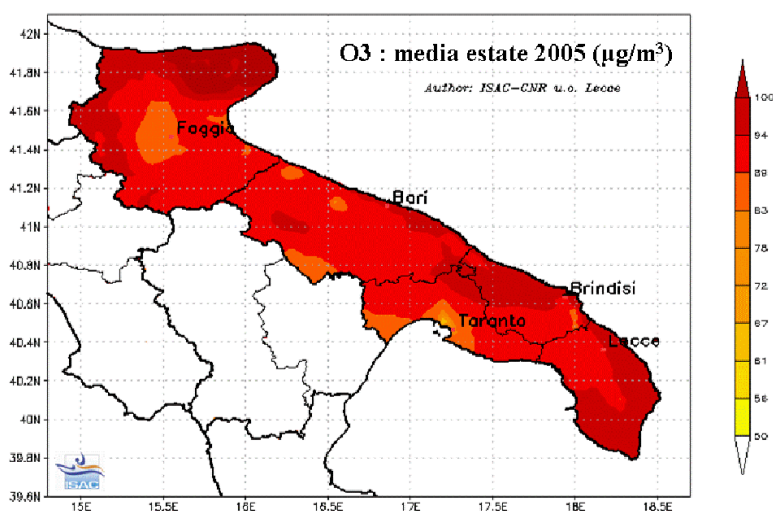 O3 : media estate 2005 (µg/m³)
Author: ISAC-CNR u.o. Lecce
42N
41.8N
41.6N
41.4N
41.2N
41N
40.8N
40.6N
40.4N
40.2N
40N
39.8N
39.6N
15E
15.5E
16E
16.5E
17E
17.5E
18E
18.5E
Foggia
Bari
Brindisi
Taranto
Lecce
ISAC
100
94
89
83
78
72
67
61
56
50